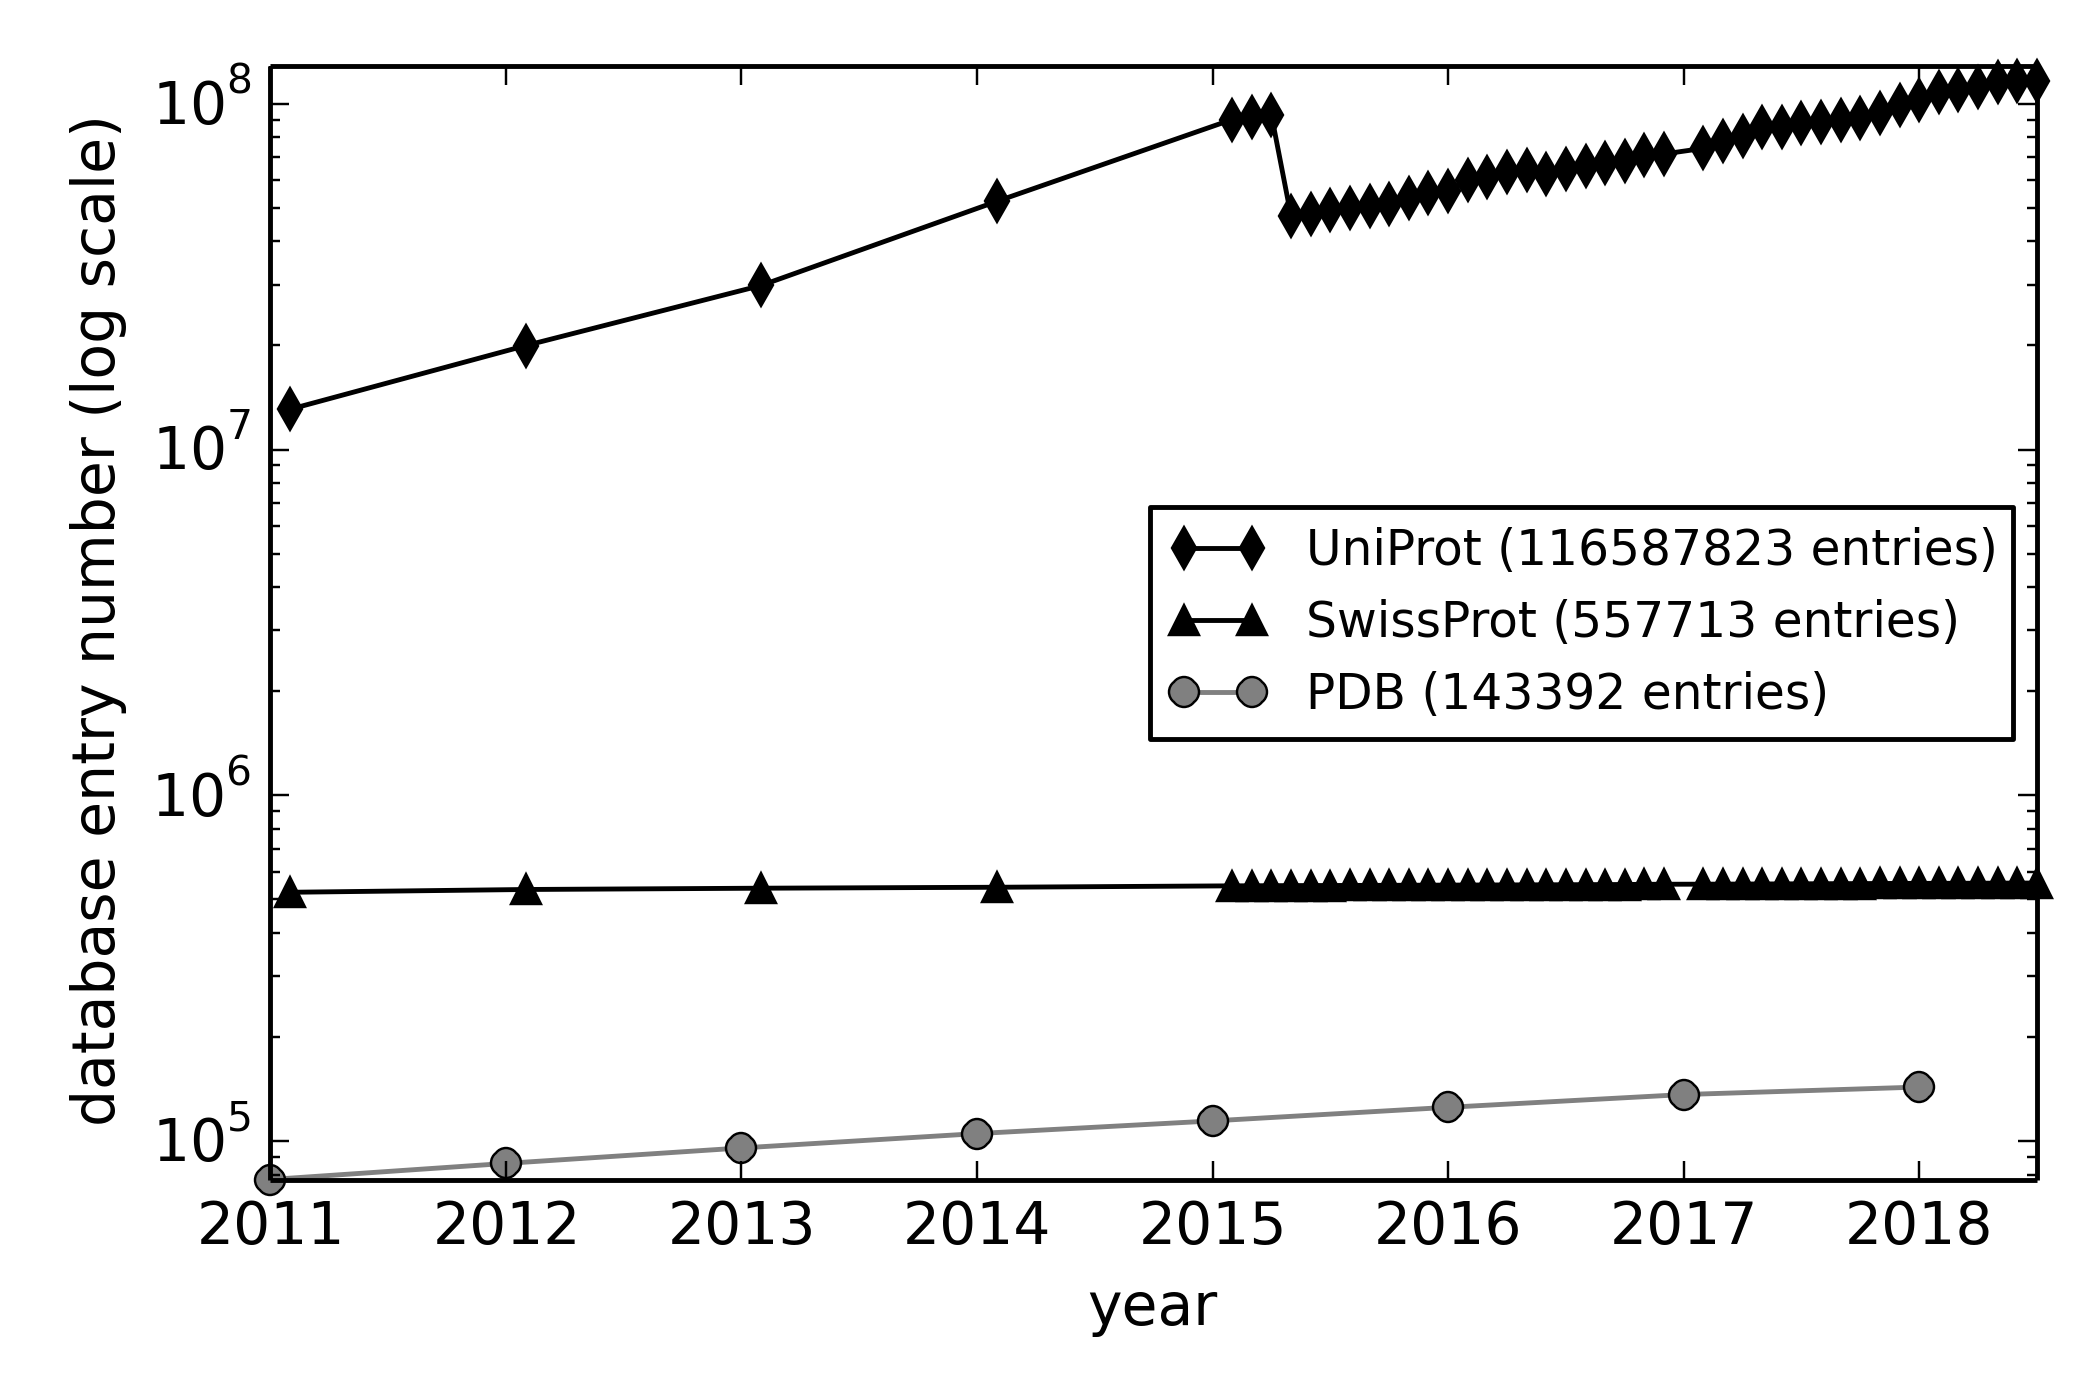 database entry number (log scale)
10^8
10^7
10^6
10^5
UniProt (116587823 entries)
SwissProt (557713 entries)
PDB (143392 entries)
2011 2012 2013 2014 2015 2016 2017 2018
year